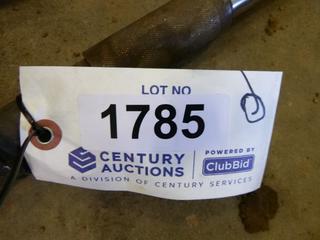 LOT NO
1785
CENTURY
AUCTIONS
POWERED BY
ClubBid
A DIVISION OF CENTURY SERVICES